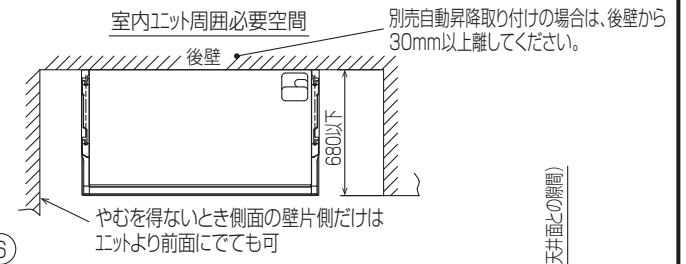 室内ユニット周囲必要空間
別売自動昇降取り付けの場合は、後壁から
30mm以上離してください。
後壁
680以下
やむを得ないとき側面の壁片側だけは
ユニットより前面にでても可
天井面との隙間)